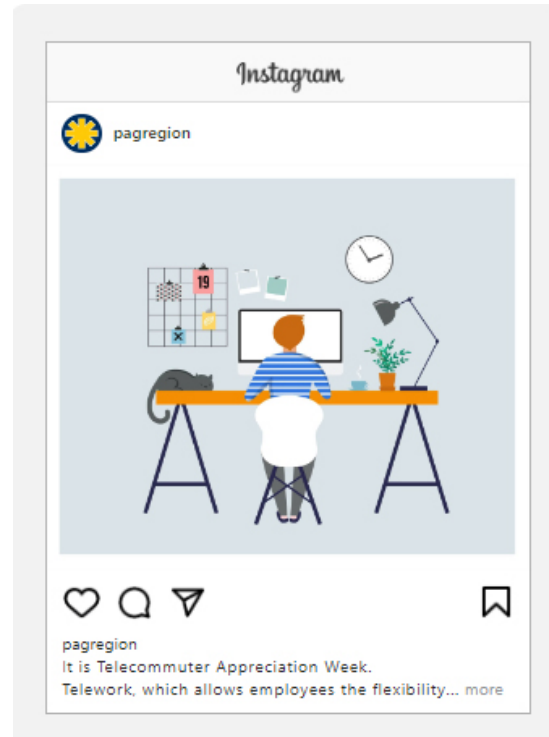 Instagram
pagregion
19
pagregion
It is Telecommuter Appreciation Week.
Telework, which allows employees the flexibility... more